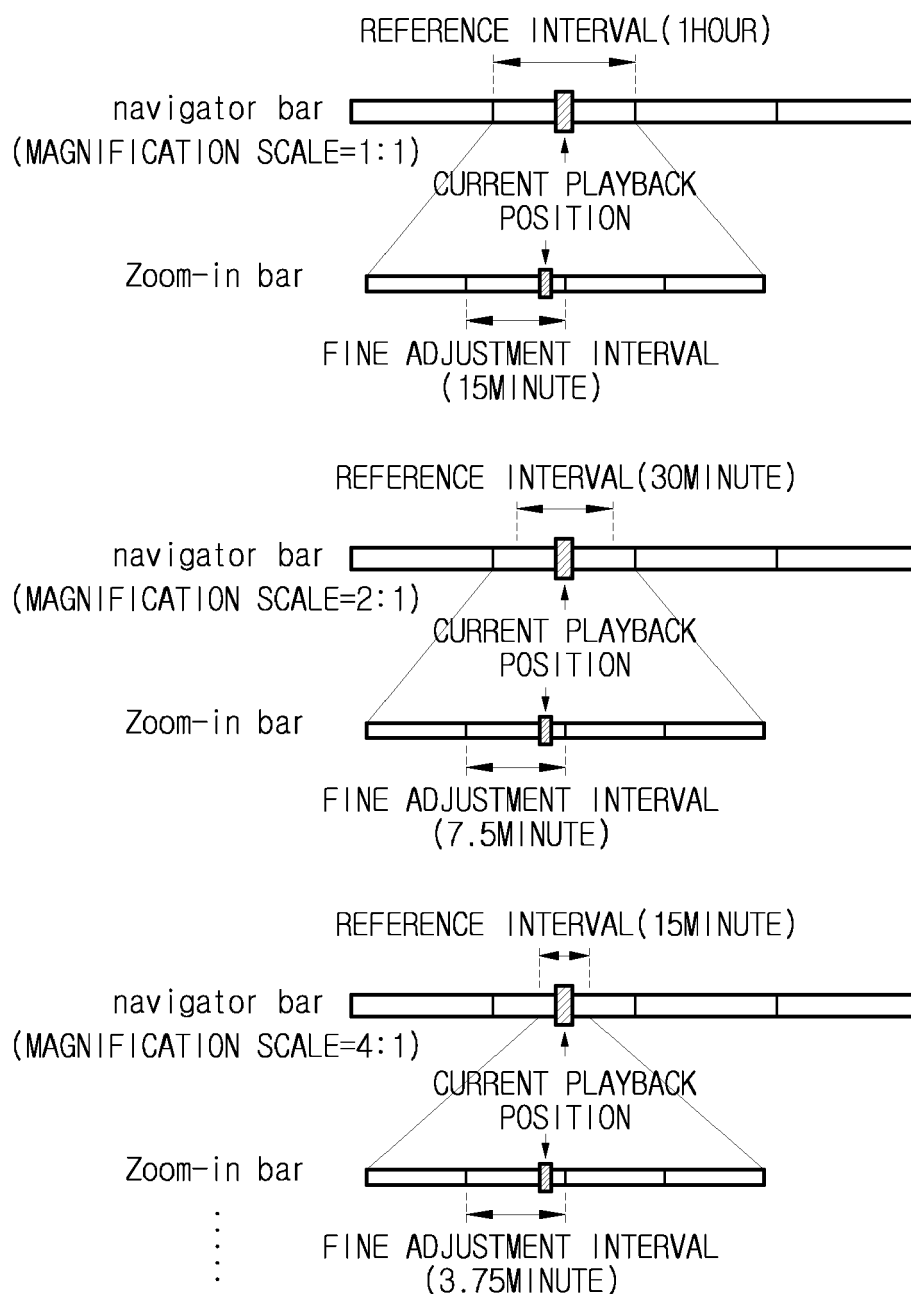 REFERENCE INTERVAL(1HOUR)
navigator bar
(MAGNIFICATION SCALE=1:1)
CURRENT PLAYBACK
POSITION
Zoom-in bar
FINE ADJUSTMENT INTERVAL
(15MINUTE)
REFERENCE INTERVAL(30MINUTE)
navigator bar
(MAGNIFICATION SCALE=2:1)
CURRENT PLAYBACK
POSITION
Zoom-in bar
FINE ADJUSTMENT INTERVAL
(7.5MINUTE)
REFERENCE INTERVAL(15MINUTE)
navigator bar
(MAGNIFICATION SCALE=4:1)
CURRENT PLAYBACK
POSITION
Zoom-in bar
FINE ADJUSTMENT INTERVAL
(3.75MINUTE)